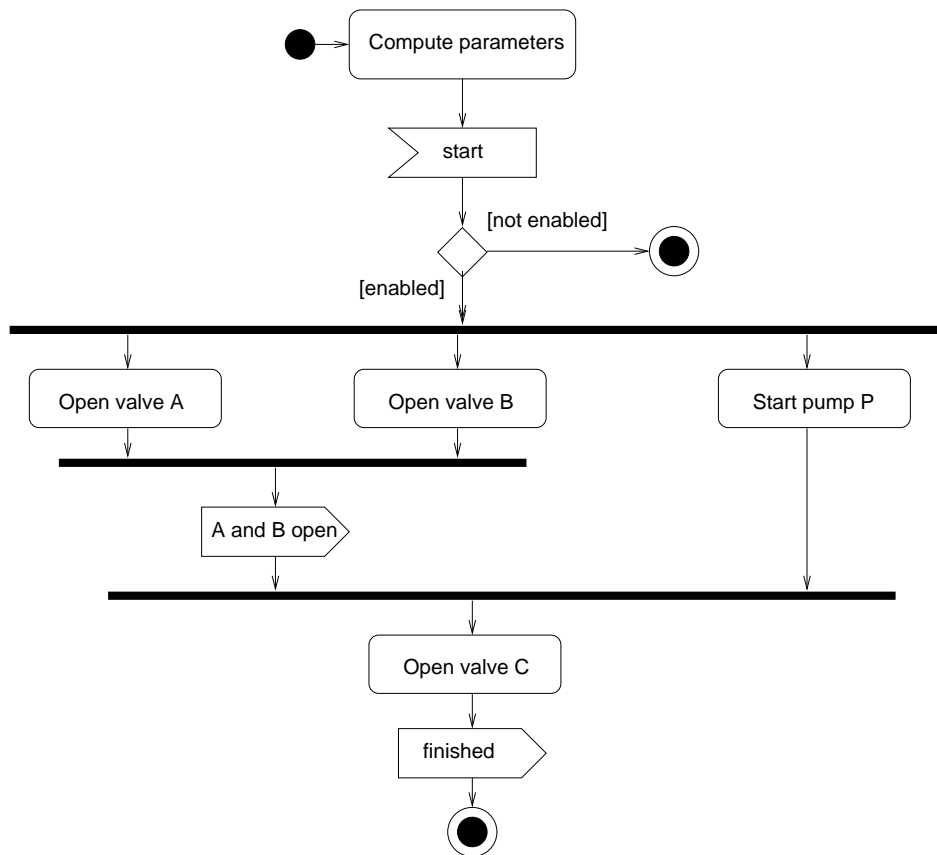 Compute parameters
start
[not enabled]
[enabled]
Open valve A
Open valve B
Start pump P
A and B open
Open valve C
finished